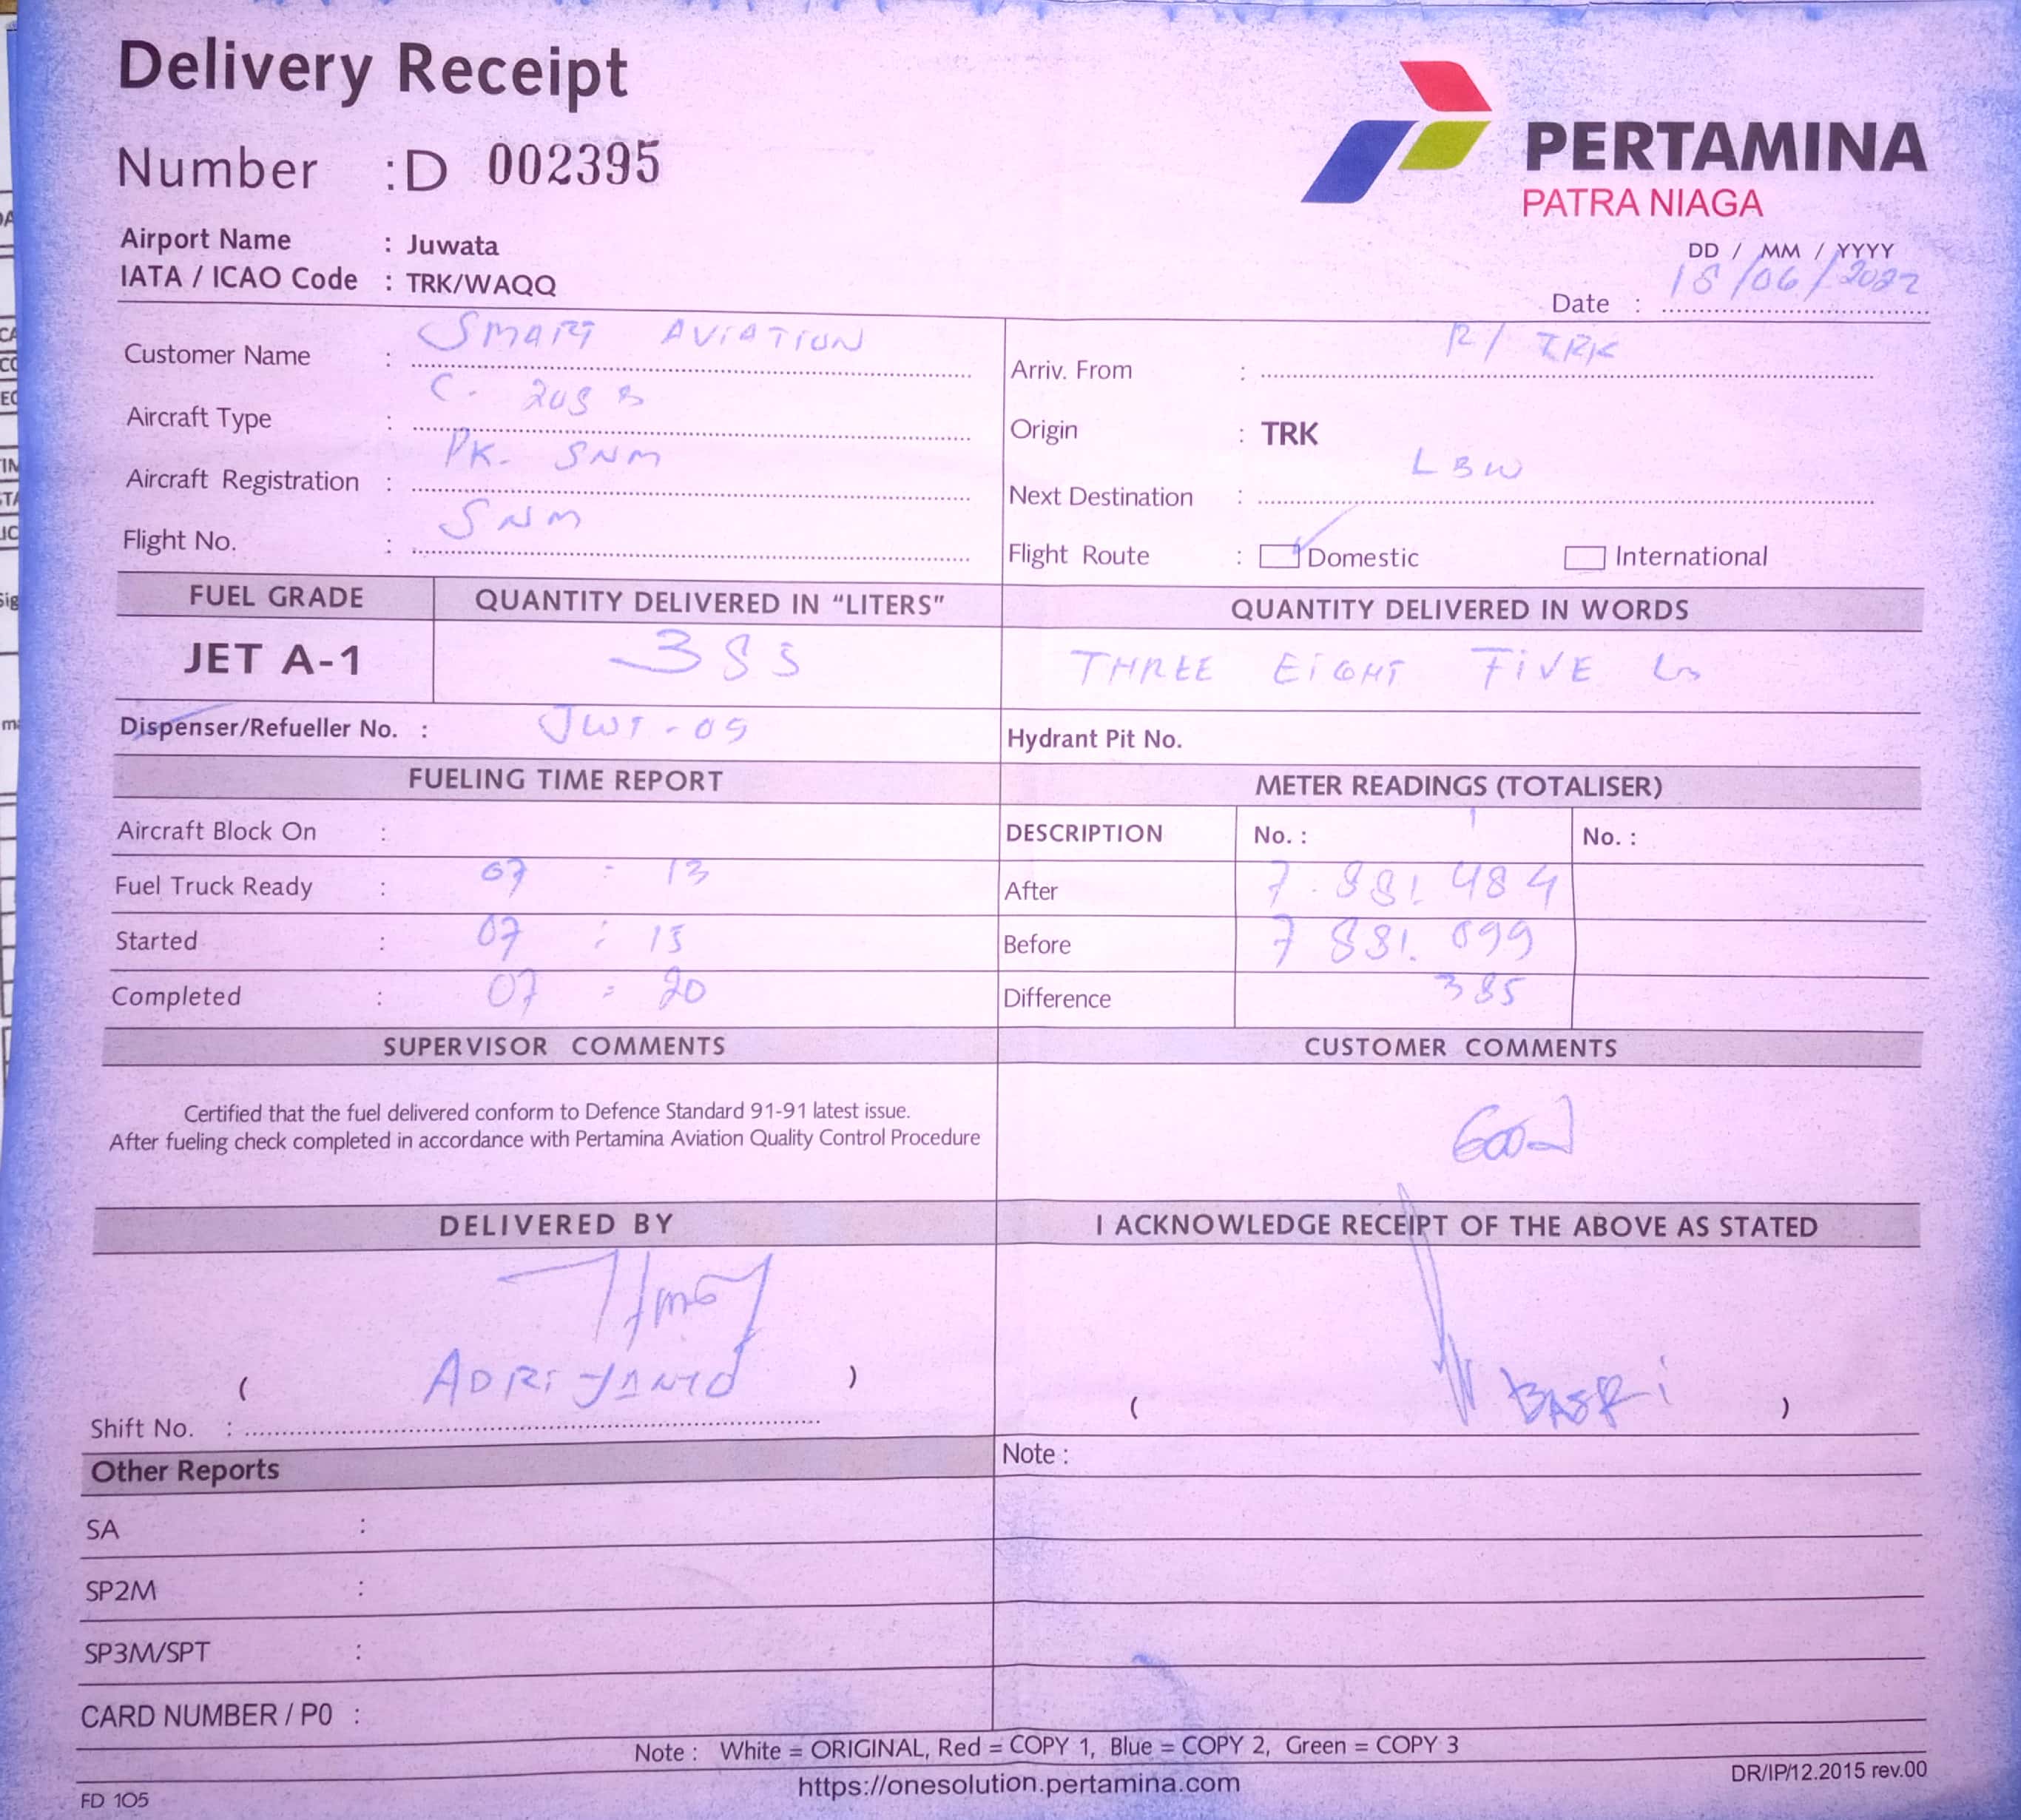 Delivery Receipt
Number : D 002395
PERTAMINA
PATRA NIAGA
Airport Name : Juwata
IATA / ICAO Code : TRK/WAQQ
DD / MM / YYYY
Date : 18/06/2022
Customer Name : SMART AVIATION
Arriv. From : R/ TRK
Aircraft Type : C. 208 B
Origin : TRK
Aircraft Registration : PK- SNM
Next Destination : LBW
Flight No. : SNM
Flight Route : Domestic International
FUEL GRADE QUANTITY DELIVERED IN “LITERS” QUANTITY DELIVERED IN WORDS
JET A-1 385 THREE EIGHT FIVE
Dispenser/Refueller No. : JWT-09
Hydrant Pit No.
FUELING TIME REPORT METER READINGS (TOTALISER)
Aircraft Block On :
DESCRIPTION No. : No. :
Fuel Truck Ready : 07 : 13
After 7.881.484
Started : 07 : 15
Before 7 881.099
Completed : 07 : 20
Difference 385
SUPERVISOR COMMENTS CUSTOMER COMMENTS
Certified that the fuel delivered conform to Defence Standard 91-91 latest issue.
After fueling check completed in accordance with Pertamina Aviation Quality Control Procedure
Good
DELIVERED BY I ACKNOWLEDGE RECEIPT OF THE ABOVE AS STATED
( ADRIYANTO )
( BASRi )
Shift No. :
Note :
Other Reports
SA :
SP2M :
SP3M/SPT :
CARD NUMBER / P0 :
Note : White = ORIGINAL, Red = COPY 1, Blue = COPY 2, Green = COPY 3
https://onesolution.pertamina.com
DR/IP/12.2015 rev.00
FD 105